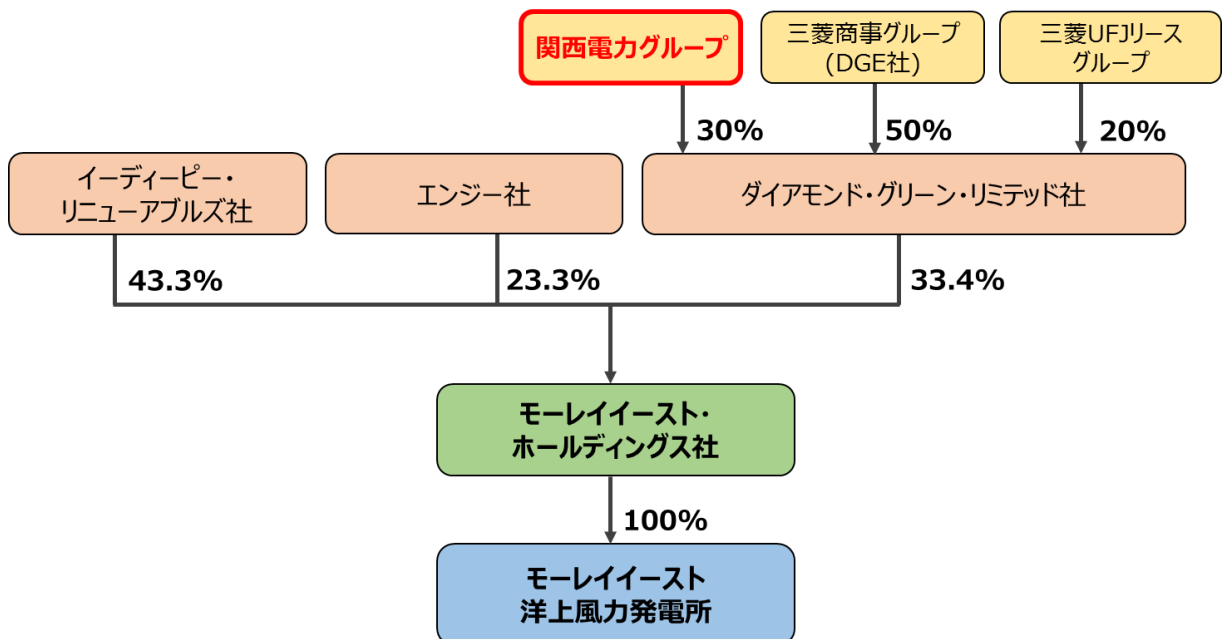 関西電力グループ
三菱商事グループ
(DGE社)
三菱UFJリース
グループ
30%
50%
20%
イーディーピー・
リニューアブルズ社
エンジー社
ダイアモンド・グリーン・リミテッド社
43.3%
23.3%
33.4%
モーレイイースト・
ホールディングス社
100%
モーレイイースト
洋上風力発電所